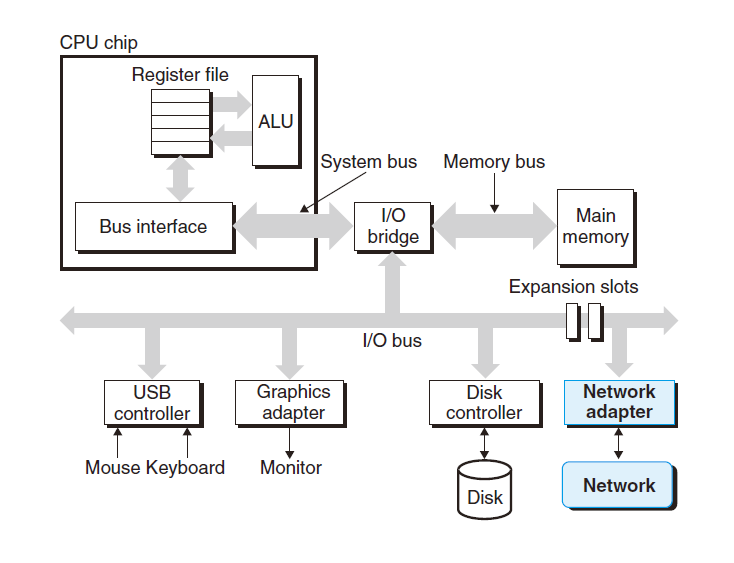 CPU chip
Register file
ALU
System bus
Memory bus
Bus interface
I/O
bridge
Main
memory
Expansion slots
I/O bus
USB
controller
Graphics
adapter
Disk
controller
Network
adapter
Mouse Keyboard
Monitor
Disk
Network